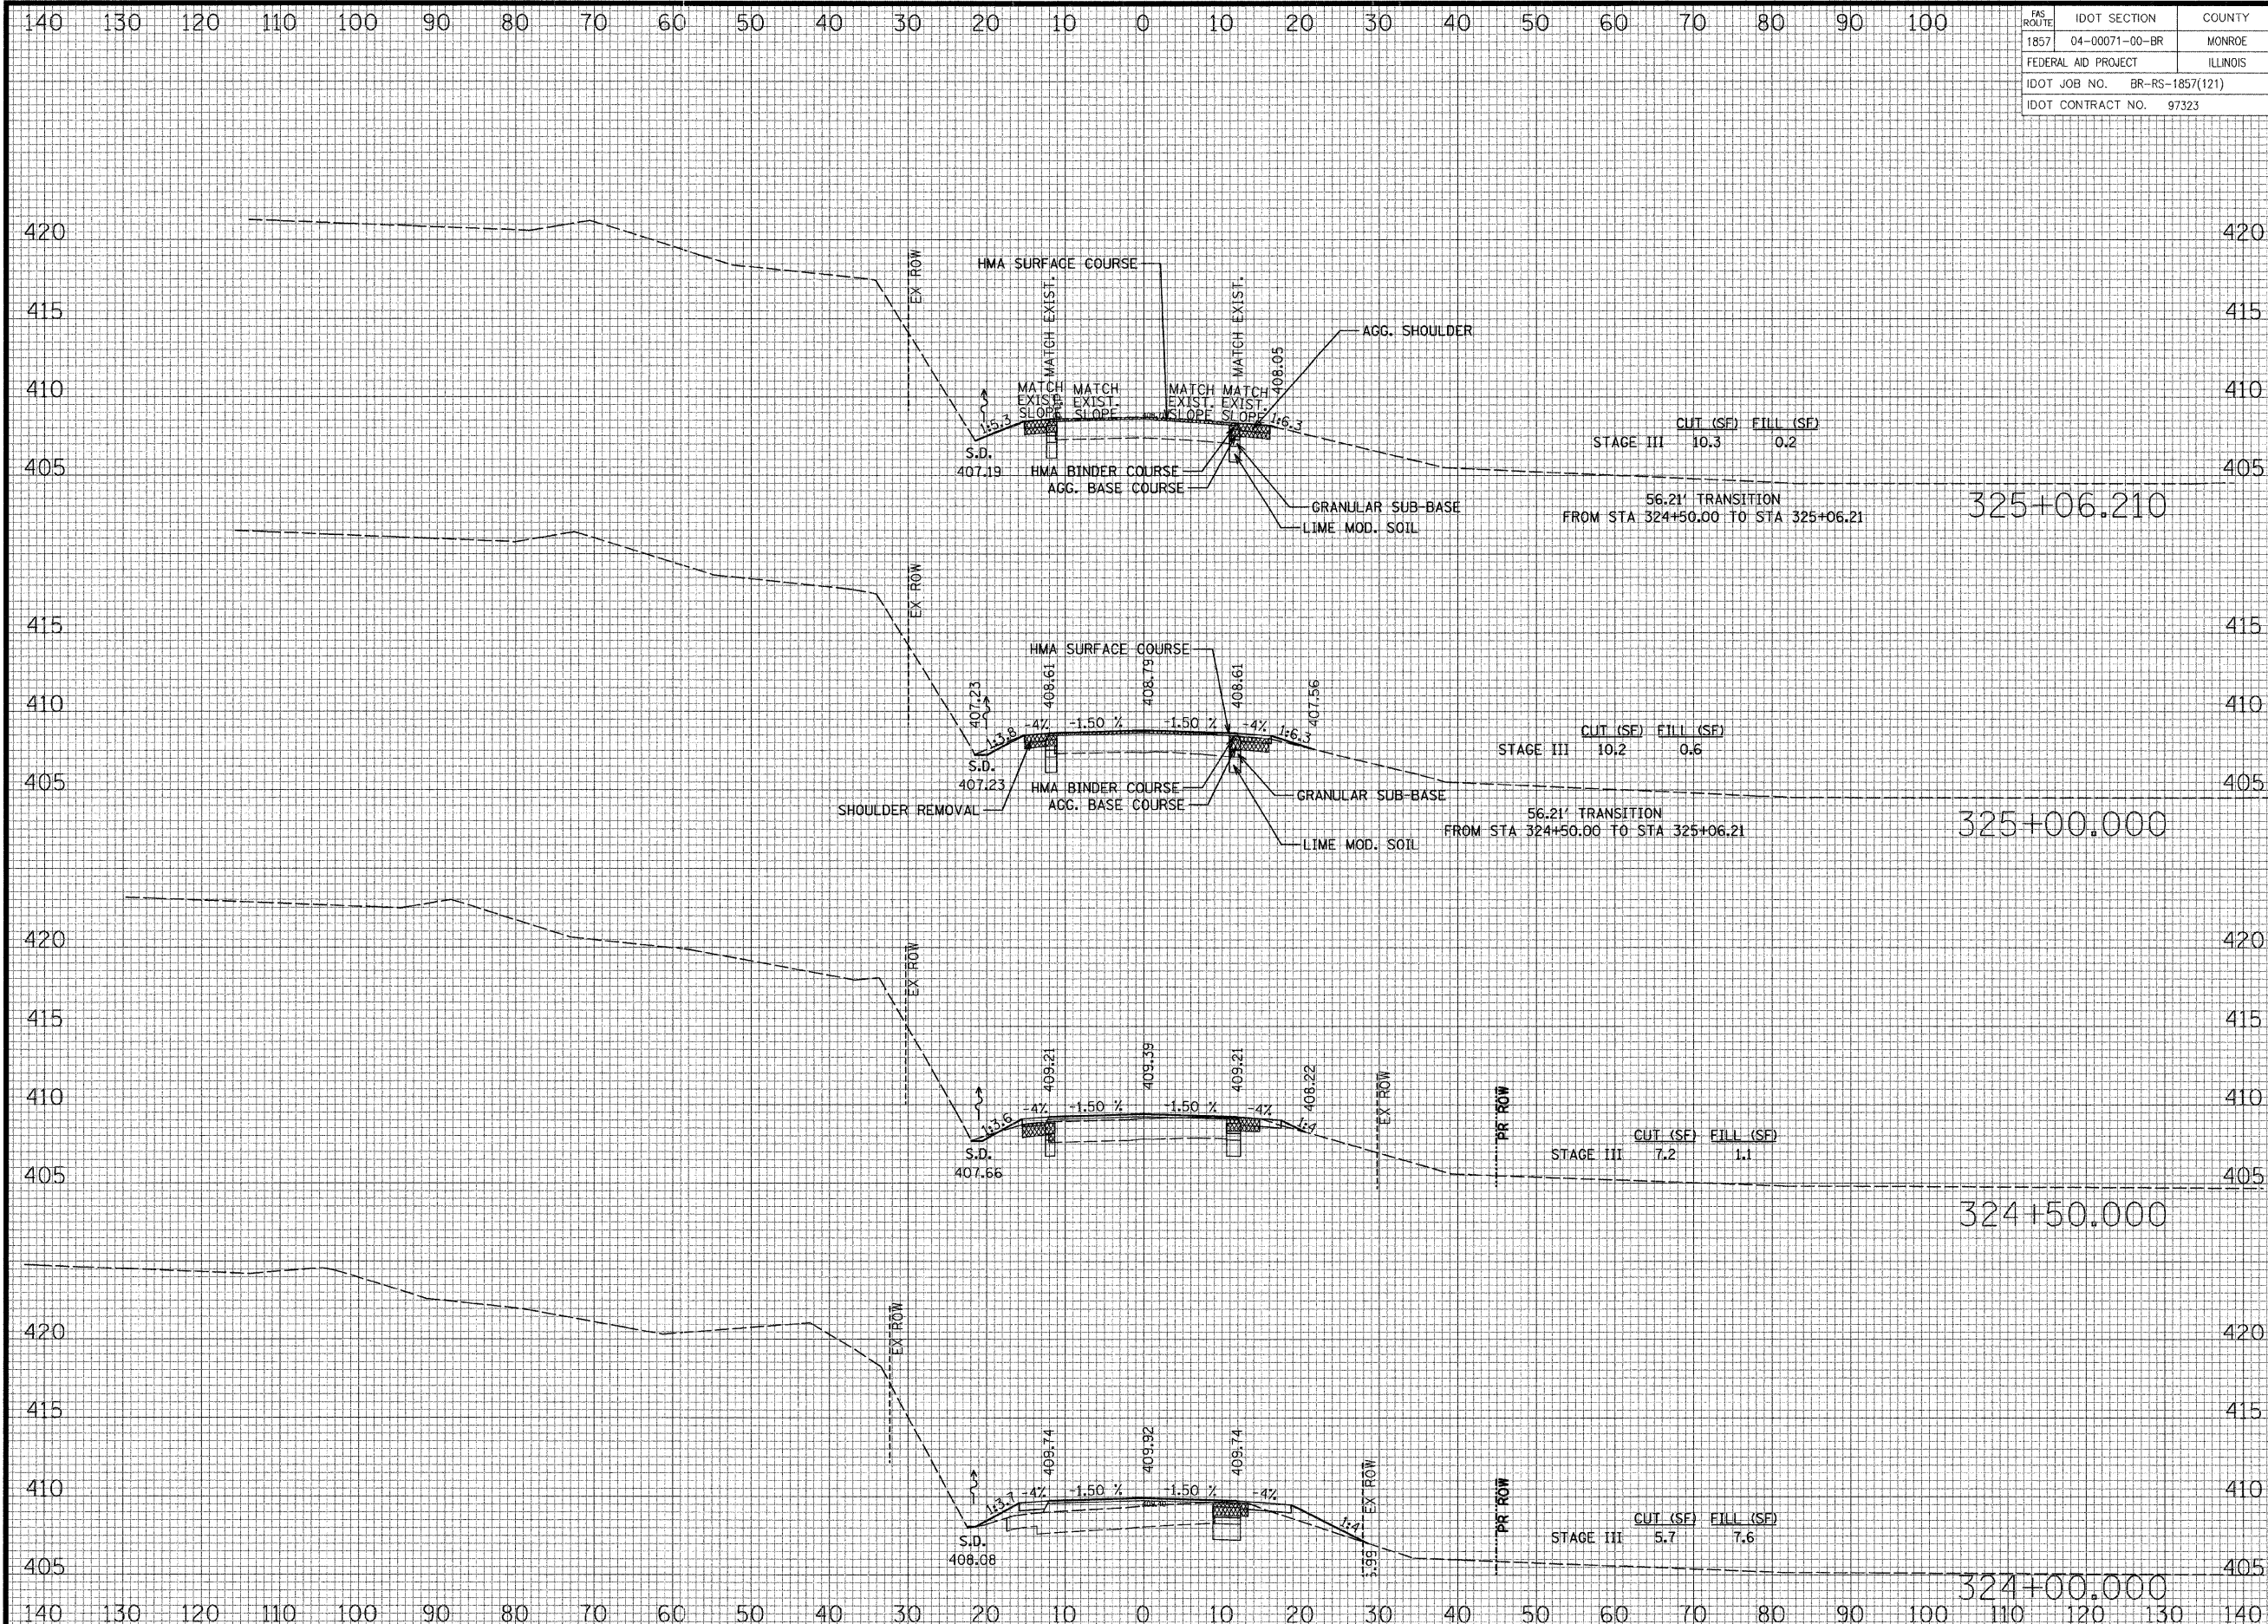 140 130 120 110 100 90 80 70 60 50 40 30 20 10 0 10 20 30 40 50 60 70 80 90 100
FAS ROUTE IDOT SECTION COUNTY
1857 04-00071-00-BR MONROE
FEDERAL AID PROJECT ILLINOIS
IDOT JOB NO. BR-RS-1857(121)
IDOT CONTRACT NO. 97323
420 420
415 415
410 410
405 405
EX ROW
HMA SURFACE COURSE
MATCH EXIST.
MATCH EXIST.
AGG. SHOULDER
408.05
MATCH EXIST. SLOPE
MATCH EXIST. SLOPE
MATCH EXIST. SLOPE
MATCH EXIST. SLOPE
1:5.3
1:6.3
S.D.
407.19
HMA BINDER COURSE
AGG. BASE COURSE
GRANULAR SUB-BASE
LIME MOD. SOIL
CUT (SF) FILL (SF)
STAGE III 10.3 0.2
56.21' TRANSITION
FROM STA 324+50.00 TO STA 325+06.21
325+06.210
415 415
410 410
405 405
EX ROW
HMA SURFACE COURSE
407.23
408.61
408.79
408.61
407.56
1:3.8 -4% -1.50 % -1.50 % -4% 1:6.3
S.D.
407.23
SHOULDER REMOVAL
HMA BINDER COURSE
AGG. BASE COURSE
GRANULAR SUB-BASE
LIME MOD. SOIL
CUT (SF) FILL (SF)
STAGE III 10.2 0.6
56.21' TRANSITION
FROM STA 324+50.00 TO STA 325+06.21
325+00.000
420 420
415 415
410 410
405 405
EX ROW
409.21
409.39
409.21
408.22
EX ROW
PR ROW
1:3.6 -4% -1.50 % -1.50 % -4% 1:4
S.D.
407.66
CUT (SF) FILL (SF)
STAGE III 7.2 1.1
324+50.000
420 420
415 415
410 410
405 405
EX ROW
409.74
409.92
409.74
EX ROW
PR ROW
1:3.7 -4% -1.50 % -1.50 % -4% 1:4
S.D.
408.08
CUT (SF) FILL (SF)
STAGE III 5.7 7.6
324+00.000
140 130 120 110 100 90 80 70 60 50 40 30 20 10 0 10 20 30 40 50 60 70 80 90 100 110 120 130 140